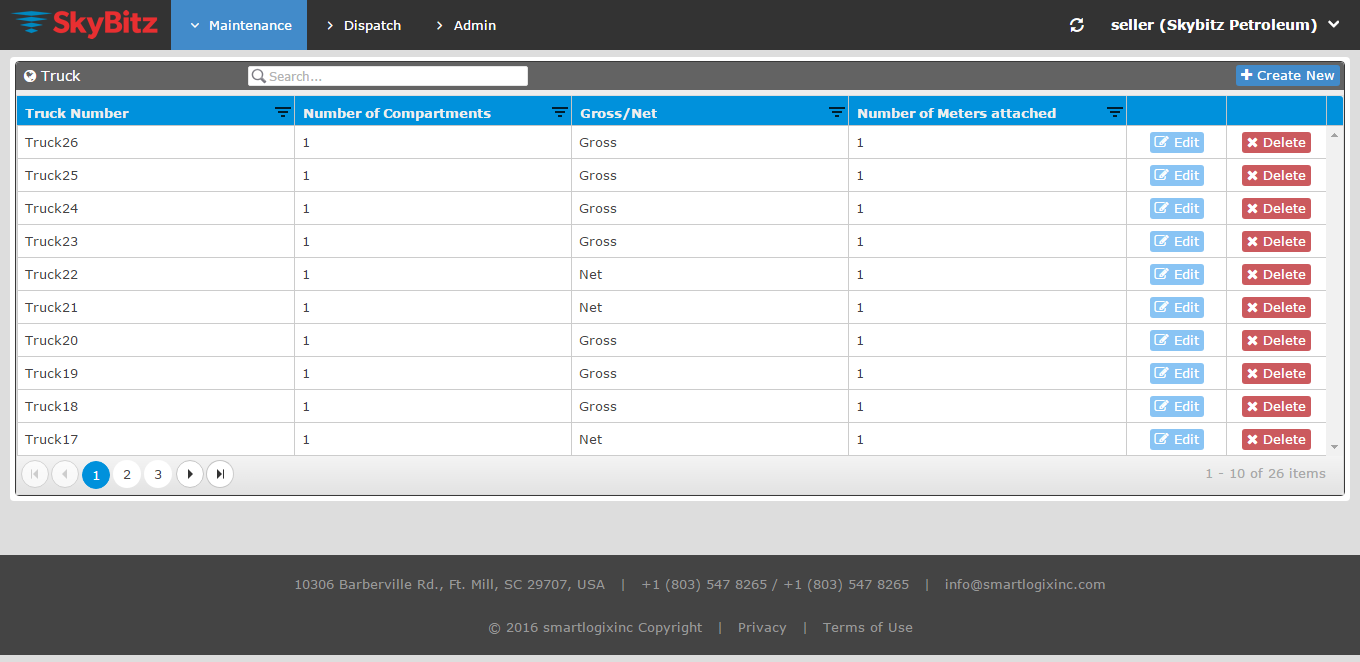 SkyBitz Maintenance Dispatch Admin seller (Skybitz Petroleum)
Truck Search... Create New
Truck Number Number of Compartments Gross/Net Number of Meters attached
Truck26 1 Gross 1 Edit Delete
Truck25 1 Gross 1 Edit Delete
Truck24 1 Gross 1 Edit Delete
Truck23 1 Gross 1 Edit Delete
Truck22 1 Net 1 Edit Delete
Truck21 1 Net 1 Edit Delete
Truck20 1 Gross 1 Edit Delete
Truck19 1 Gross 1 Edit Delete
Truck18 1 Gross 1 Edit Delete
Truck17 1 Net 1 Edit Delete
1 2 3 1 - 10 of 26 items
10306 Barberville Rd., Ft. Mill, SC 29707, USA | +1 (803) 547 8265 / +1 (803) 547 8265 | info@smartlogixinc.com
© 2016 smartlogixinc Copyright | Privacy | Terms of Use